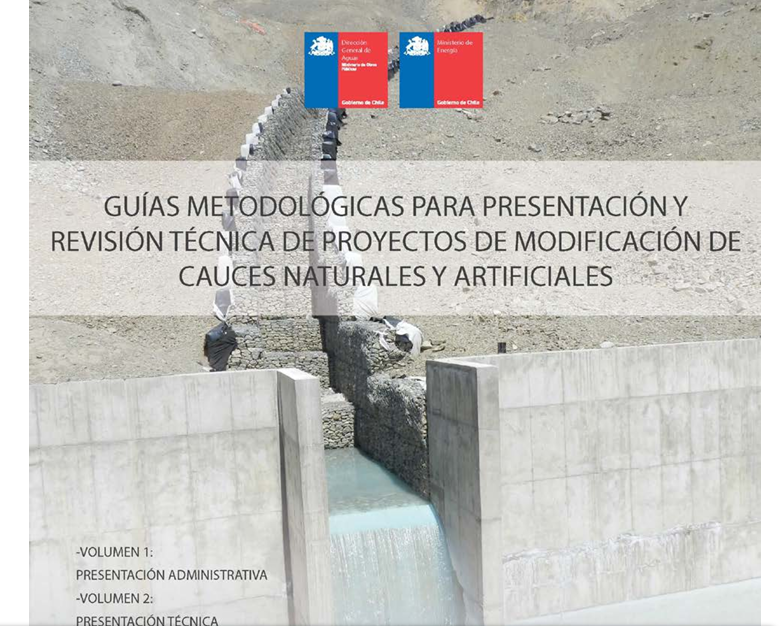 Dirección
General de
Aguas
Ministerio de Obras
Públicas
Gobierno de Chile
Ministerio de
Energía
Gobierno de Chile
GUÍAS METODOLÓGICAS PARA PRESENTACIÓN Y
REVISIÓN TÉCNICA DE PROYECTOS DE MODIFICACIÓN DE
CAUCES NATURALES Y ARTIFICIALES
-VOLUMEN 1:
PRESENTACIÓN ADMINISTRATIVA
-VOLUMEN 2:
PRESENTACIÓN TÉCNICA